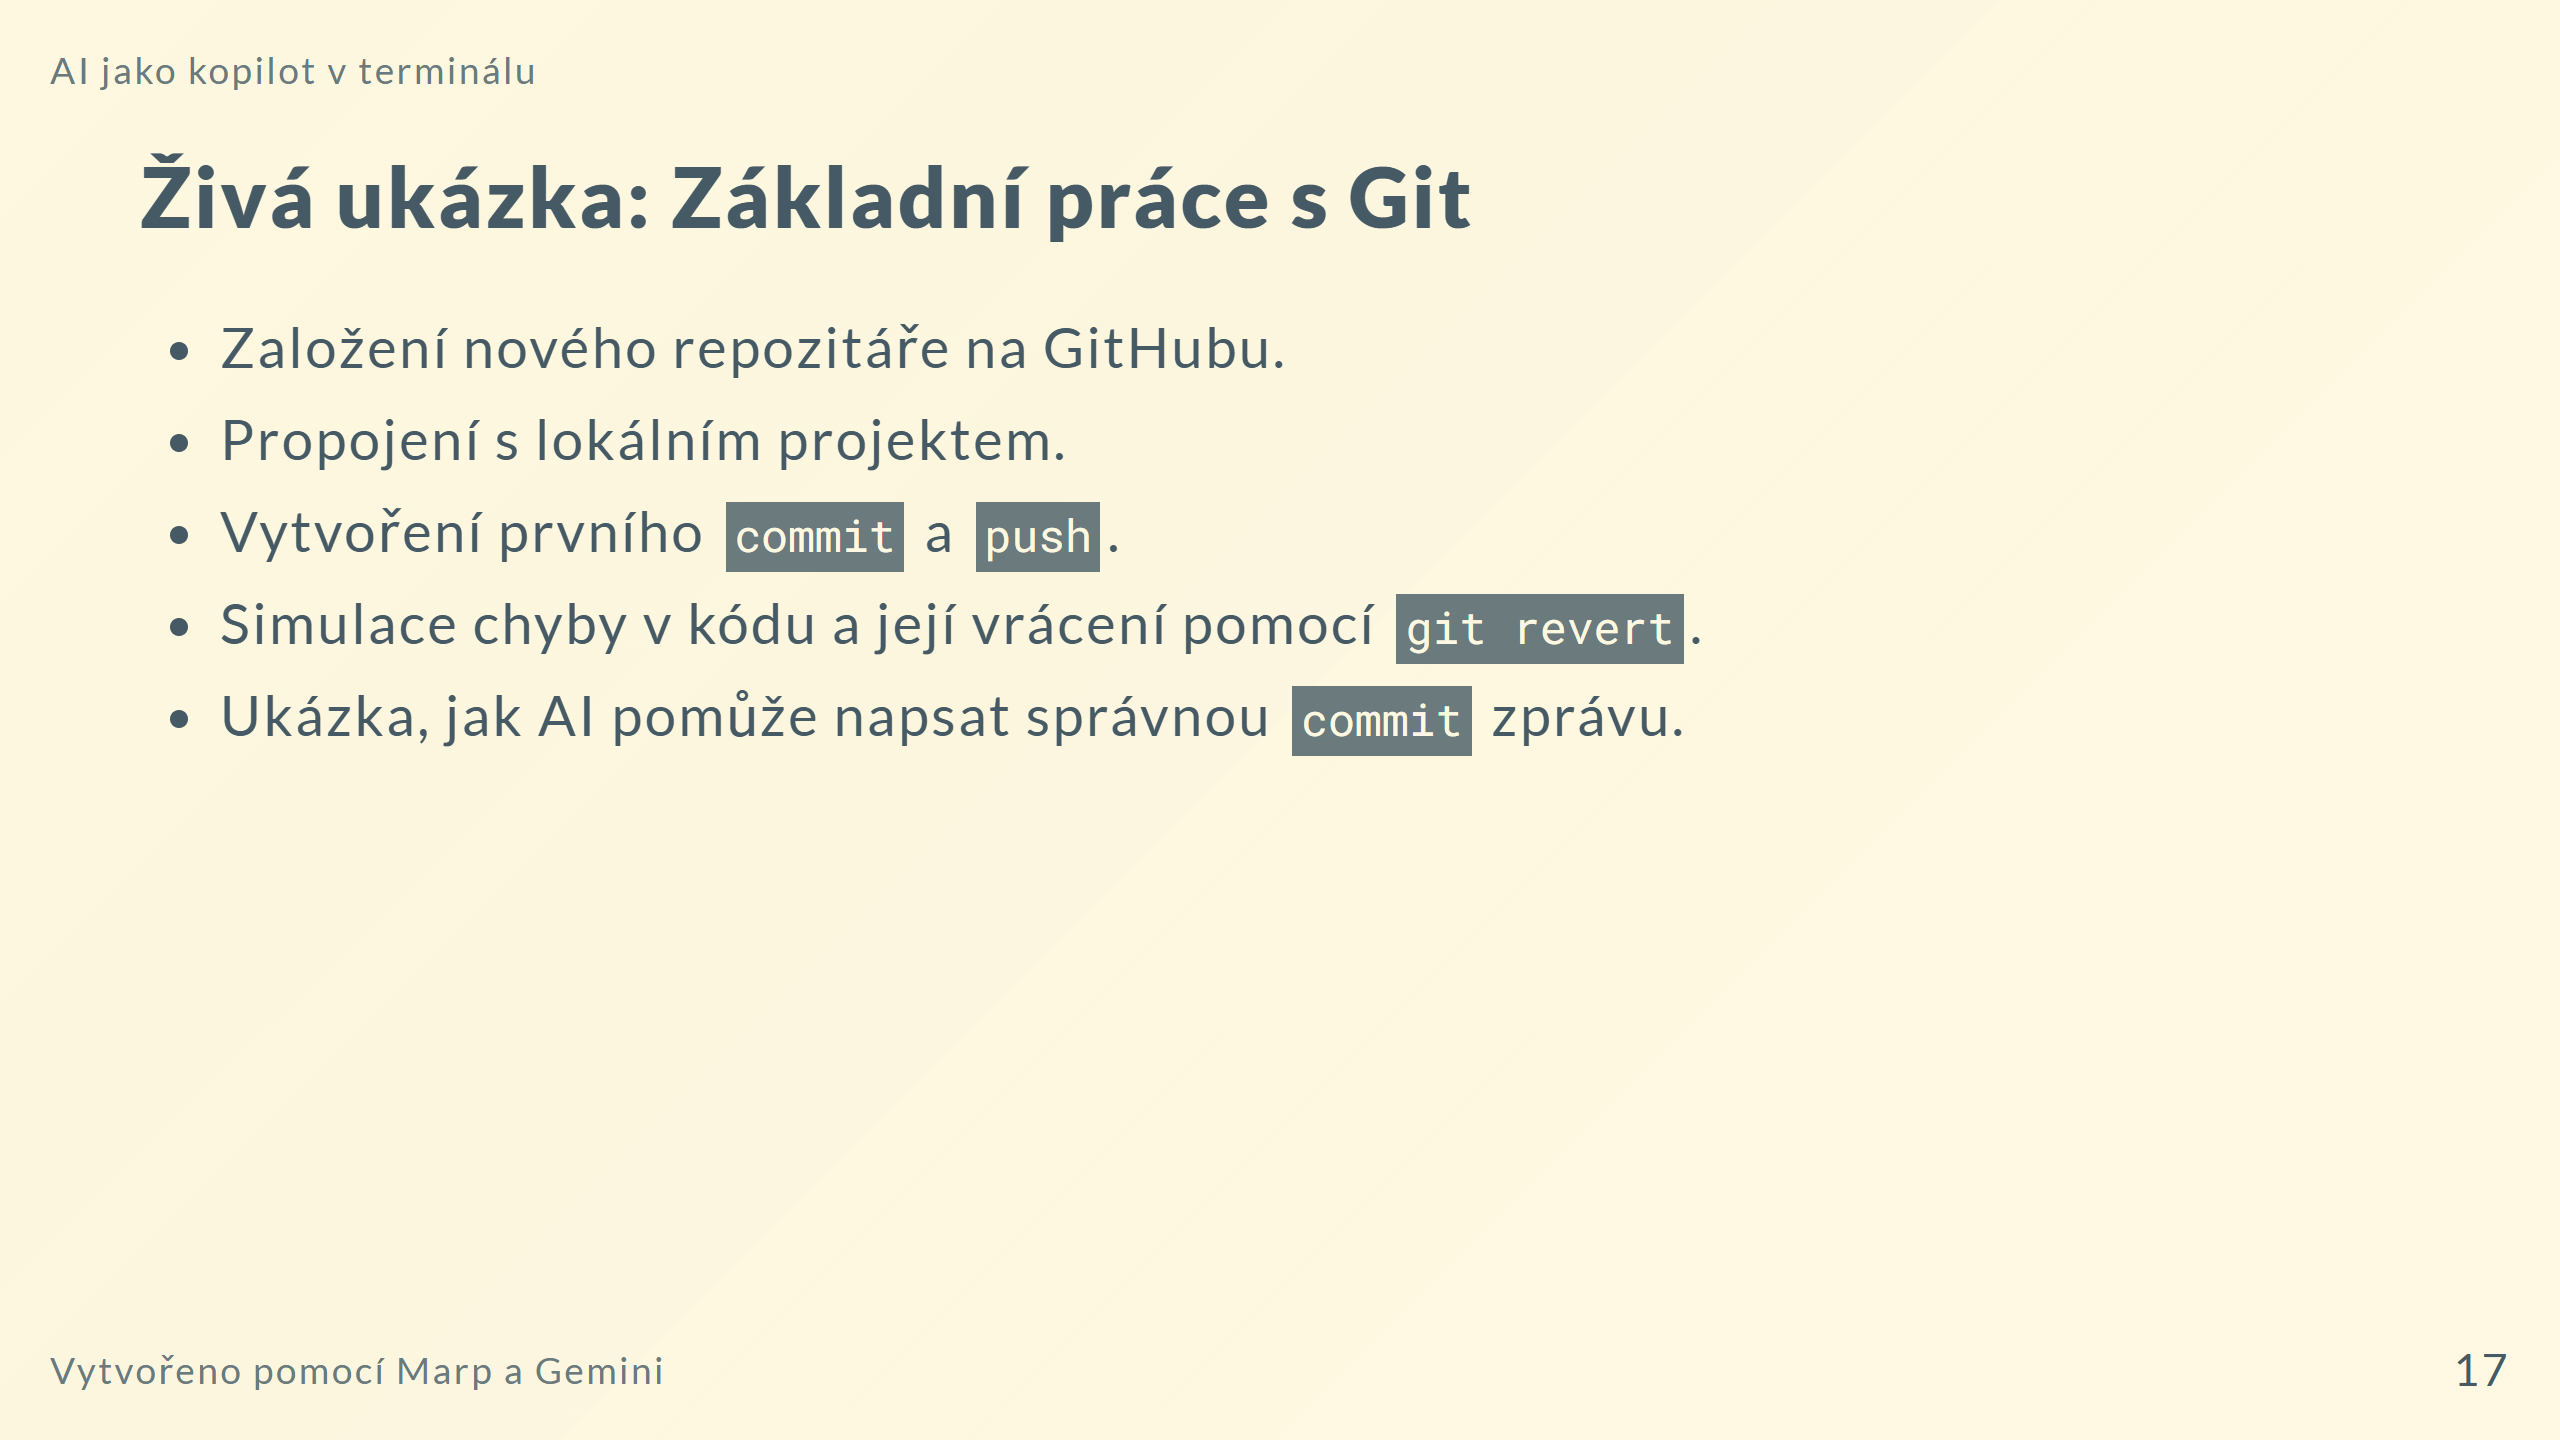 AI jako kopilot v terminálu
Živá ukázka: Základní práce s Git
• Založení nového repozitáře na GitHubu.
• Propojení s lokálním projektem.
• Vytvoření prvního commit a push.
• Simulace chyby v kódu a její vrácení pomocí git revert.
• Ukázka, jak AI pomůže napsat správnou commit zprávu.
Vytvořeno pomocí Marp a Gemini
17